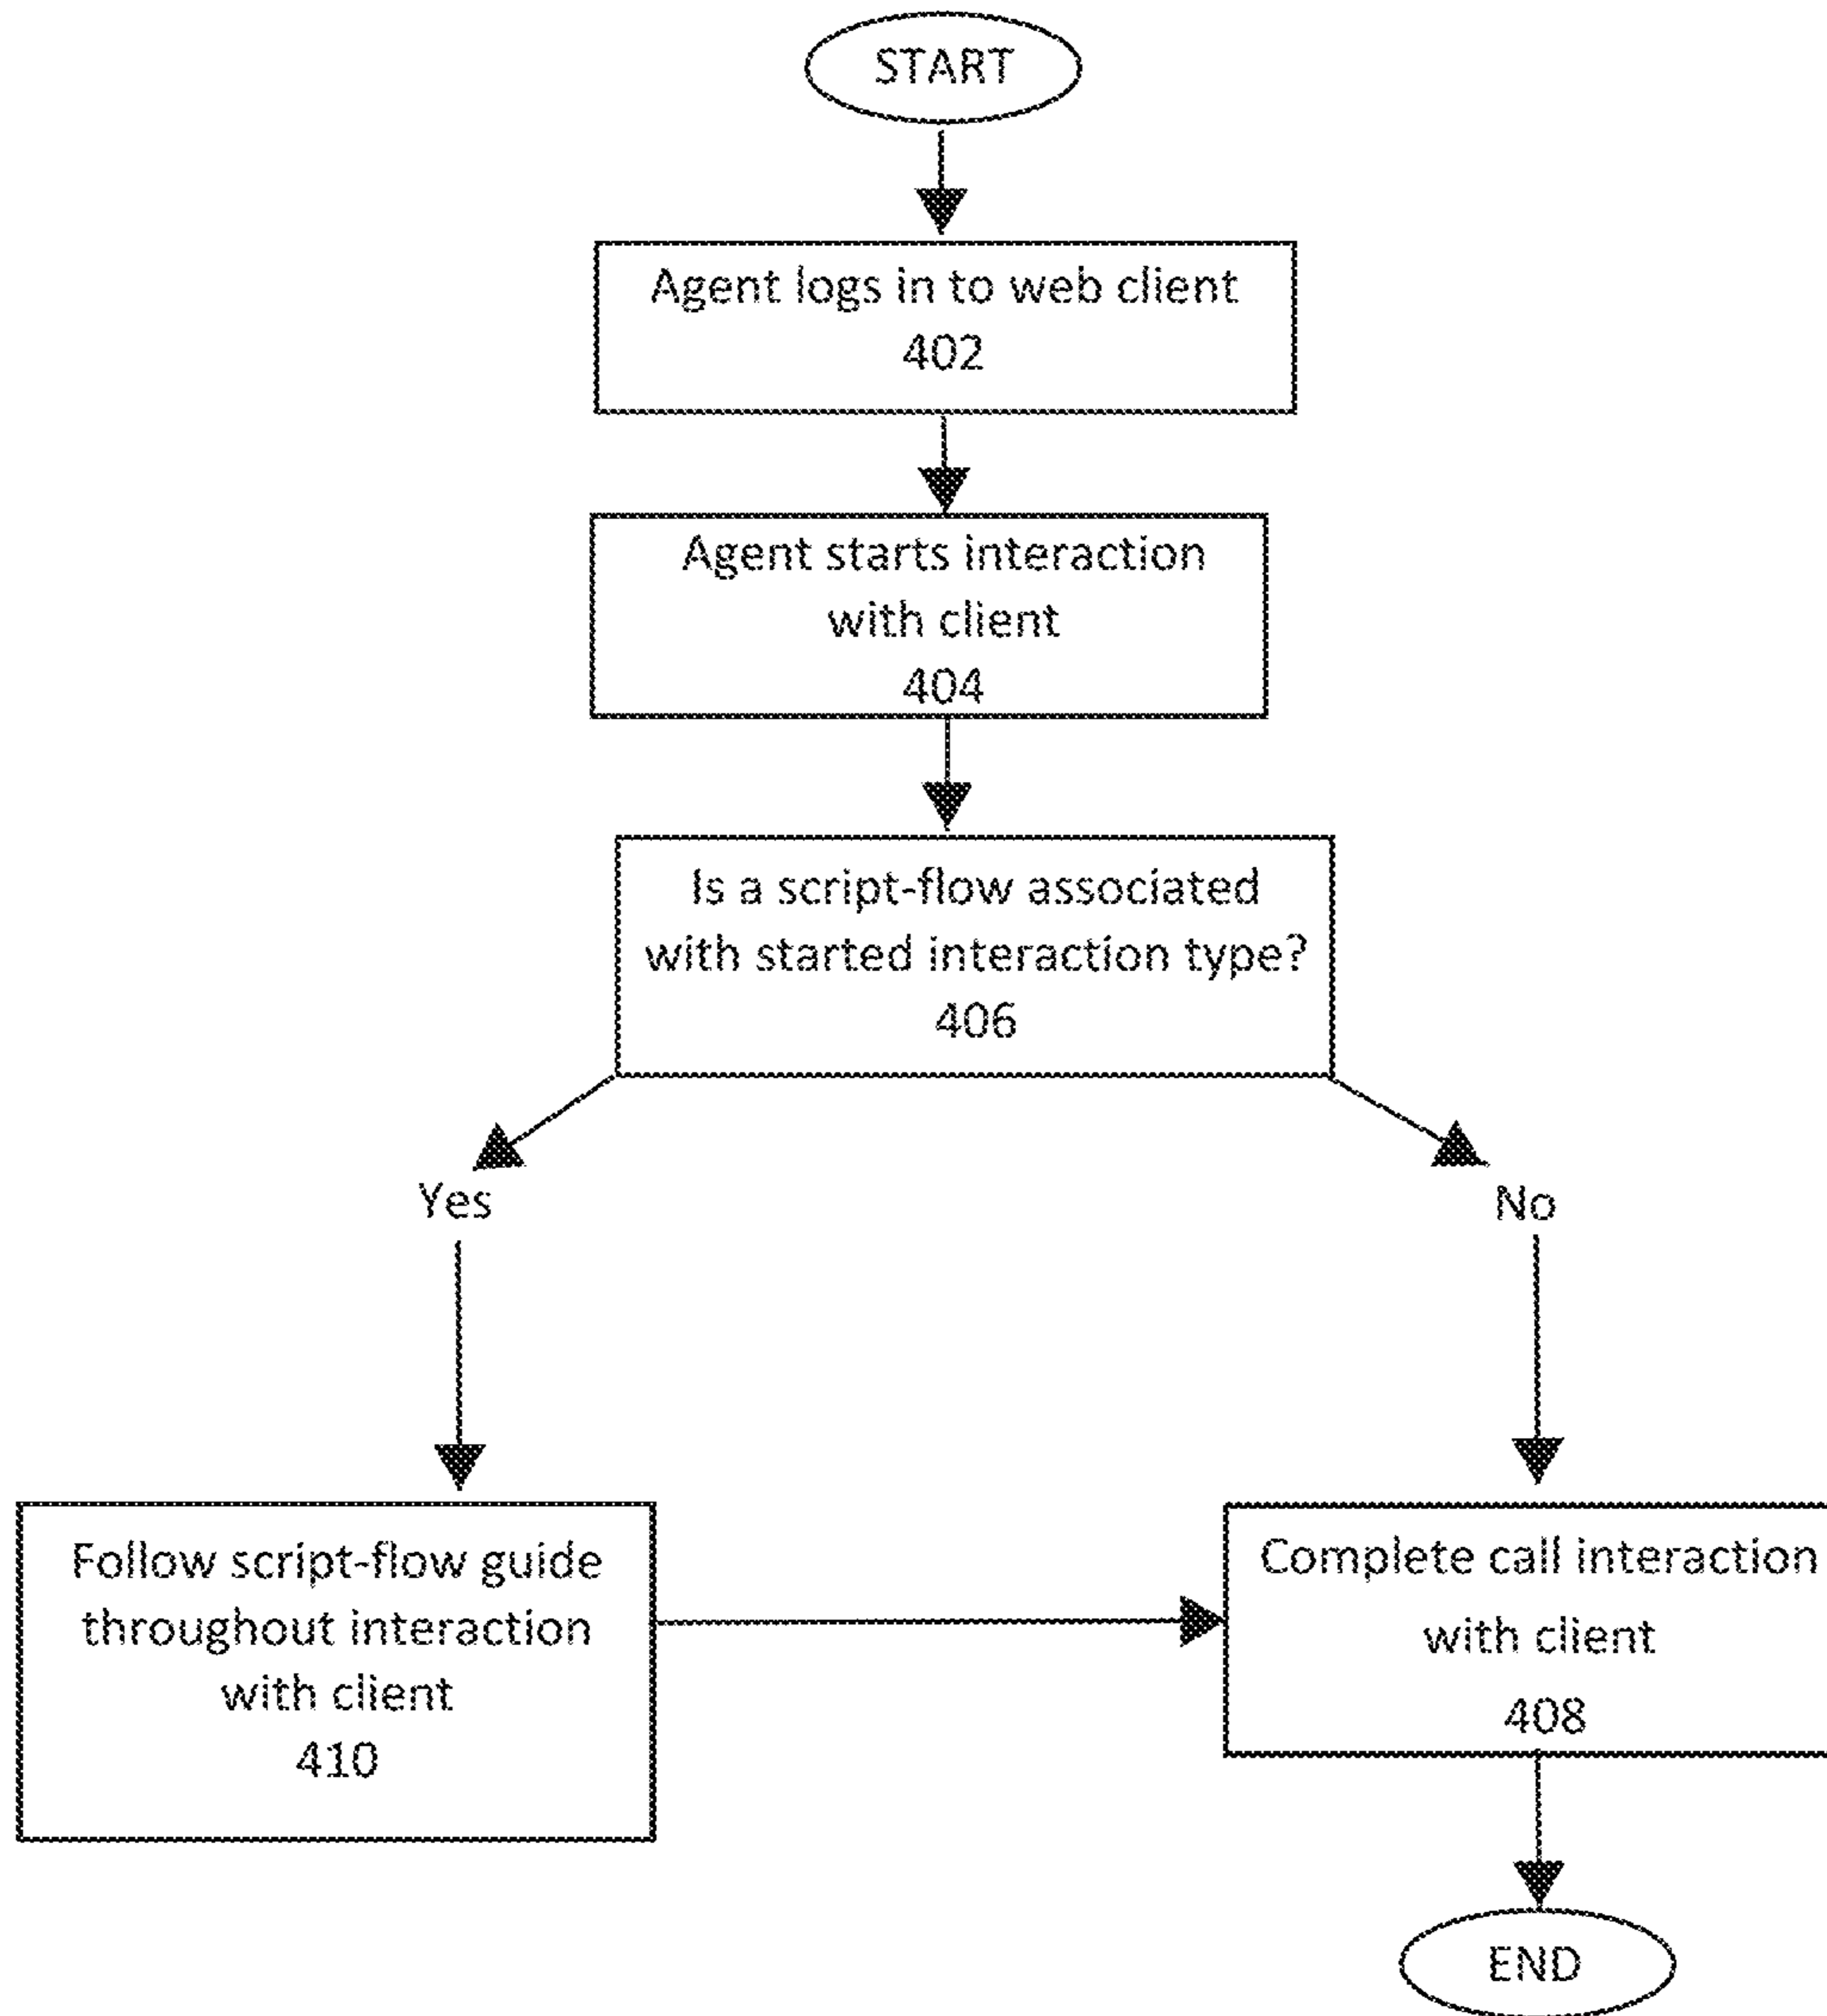 START
Agent logs in to web client
402
Agent starts interaction
with client
404
Is a script-flow associated
with started interaction type?
406
Yes
No
Follow script-flow guide
throughout interaction
with client
410
Complete call interaction
with client
408
END